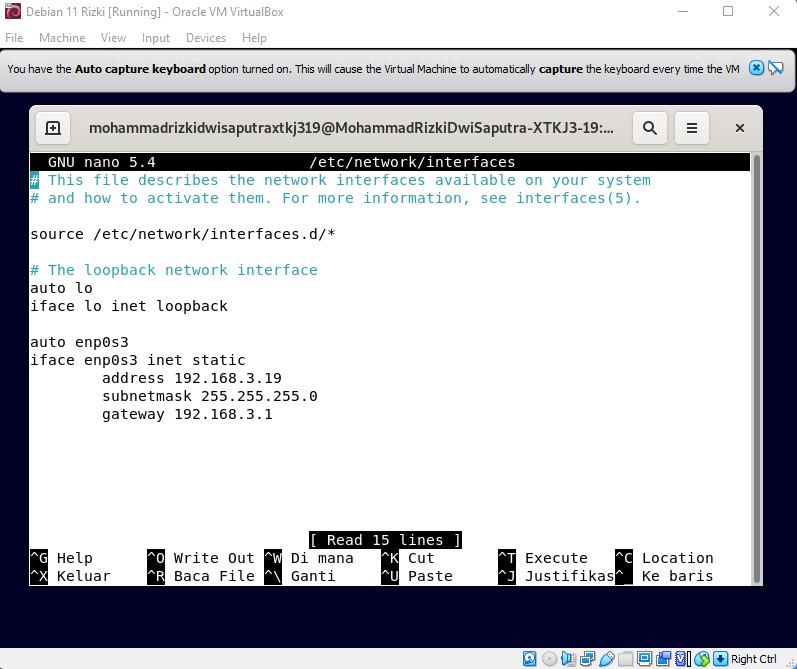 Debian 11 Rizki [Running] - Oracle VM VirtualBox
File Machine View Input Devices Help
You have the Auto capture keyboard option turned on. This will cause the Virtual Machine to automatically capture the keyboard every time the VM
mohammadrizkidwisaputraxtkj319@MohammadRizkiDwiSaputra-XTKJ3-19:...
GNU nano 5.4 /etc/network/interfaces
# This file describes the network interfaces available on your system
# and how to activate them. For more information, see interfaces(5).
source /etc/network/interfaces.d/*
# The loopback network interface
auto lo
iface lo inet loopback
auto enp0s3
iface enp0s3 inet static
address 192.168.3.19
subnetmask 255.255.255.0
gateway 192.168.3.1
[ Read 15 lines ]
^G Help ^O Write Out ^W Di mana ^K Cut ^T Execute ^C Location
^X Keluar ^R Baca File ^\ Ganti ^U Paste ^J Justifikas^ Ke baris
Right Ctrl